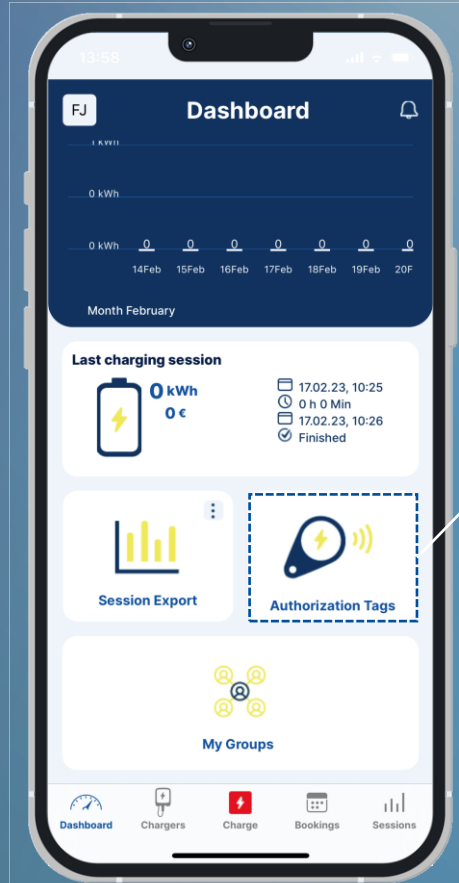 13:58
FJ
Dashboard
1 kWh
0 kWh
0 kWh
0 0 0 0 0 0 0
14Feb 15Feb 16Feb 17Feb 18Feb 19Feb 20F
Month February
Last charging session
0 kWh
0 €
17.02.23, 10:25
0 h 0 Min
17.02.23, 10:26
Finished
Session Export
Authorization Tags
My Groups
Dashboard Chargers Charge Bookings Sessions